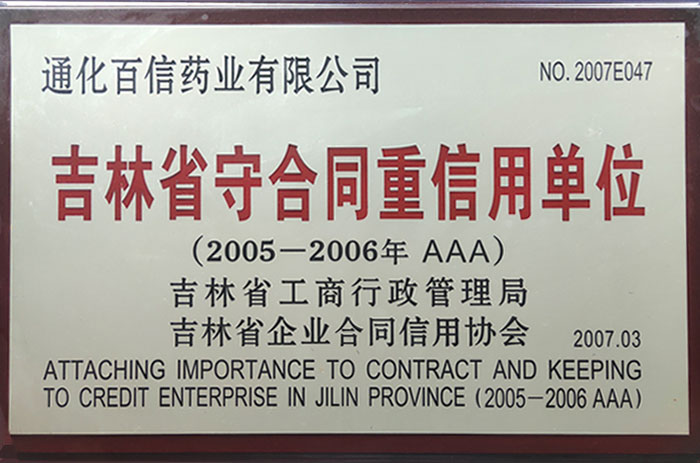 通化百信药业有限公司 NO. 2007E047
吉林省守合同重信用单位
（2005－2006年 AAA）
吉林省工商行政管理局
吉林省企业合同信用协会 2007.03
ATTACHING IMPORTANCE TO CONTRACT AND KEEPING
TO CREDIT ENTERPRISE IN JILIN PROVINCE (2005－2006 AAA)